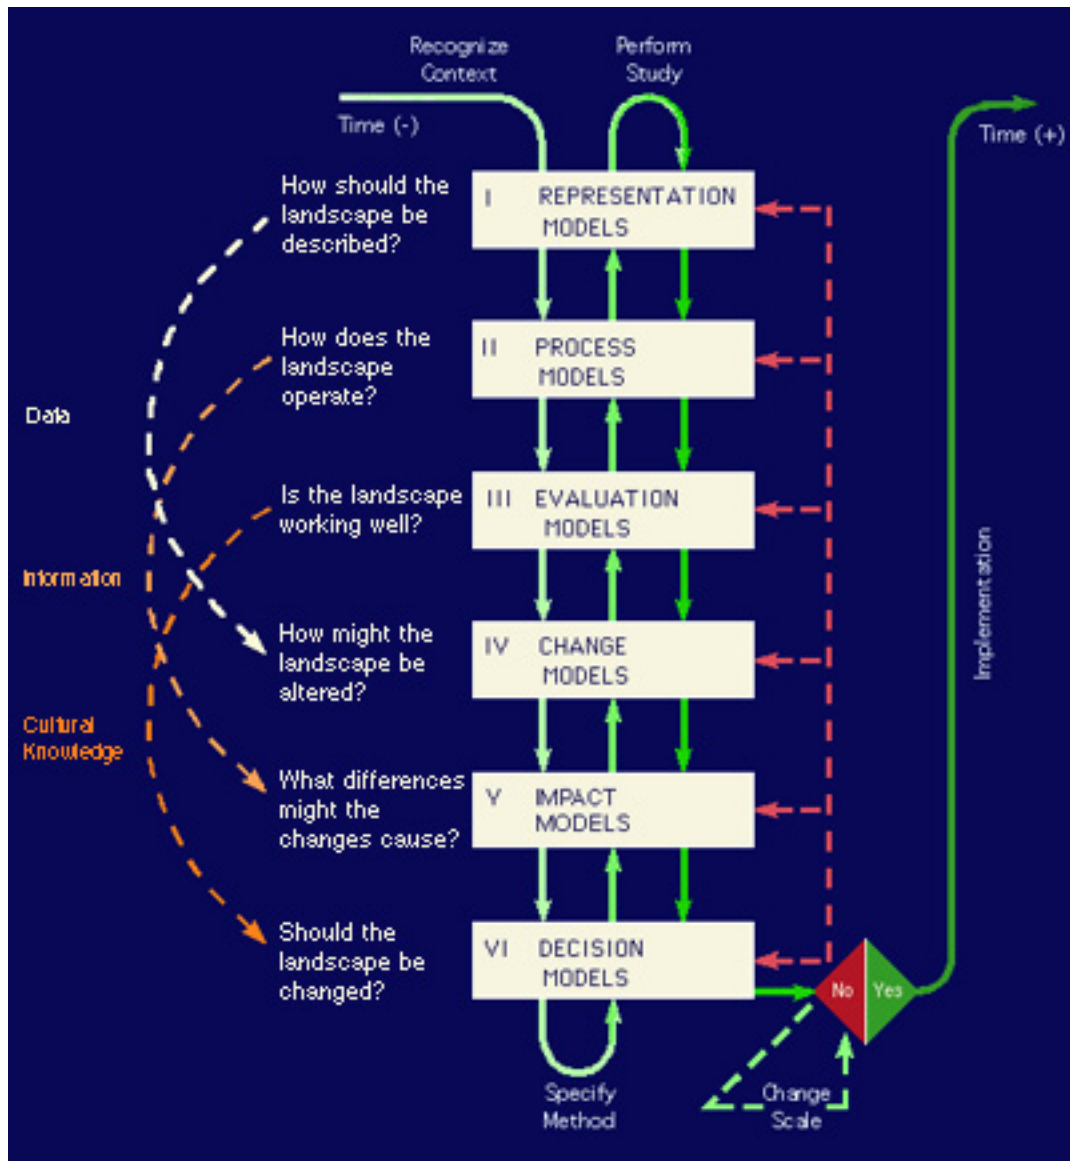 Recognize
Context
Perform
Study
Time (-)
Time (+)
How should the
landscape be
described?
I REPRESENTATION
MODELS
How does the
landscape
operate?
II PROCESS
MODELS
Data
Is the landscape
working well?
III EVALUATION
MODELS
Information
Implementation
How might the
landscape be
altered?
IV CHANGE
MODELS
Cultural
Knowledge
What differences
might the
changes cause?
V IMPACT
MODELS
Should the
landscape be
changed?
VI DECISION
MODELS
No
Yes
Specify
Method
Change
Scale